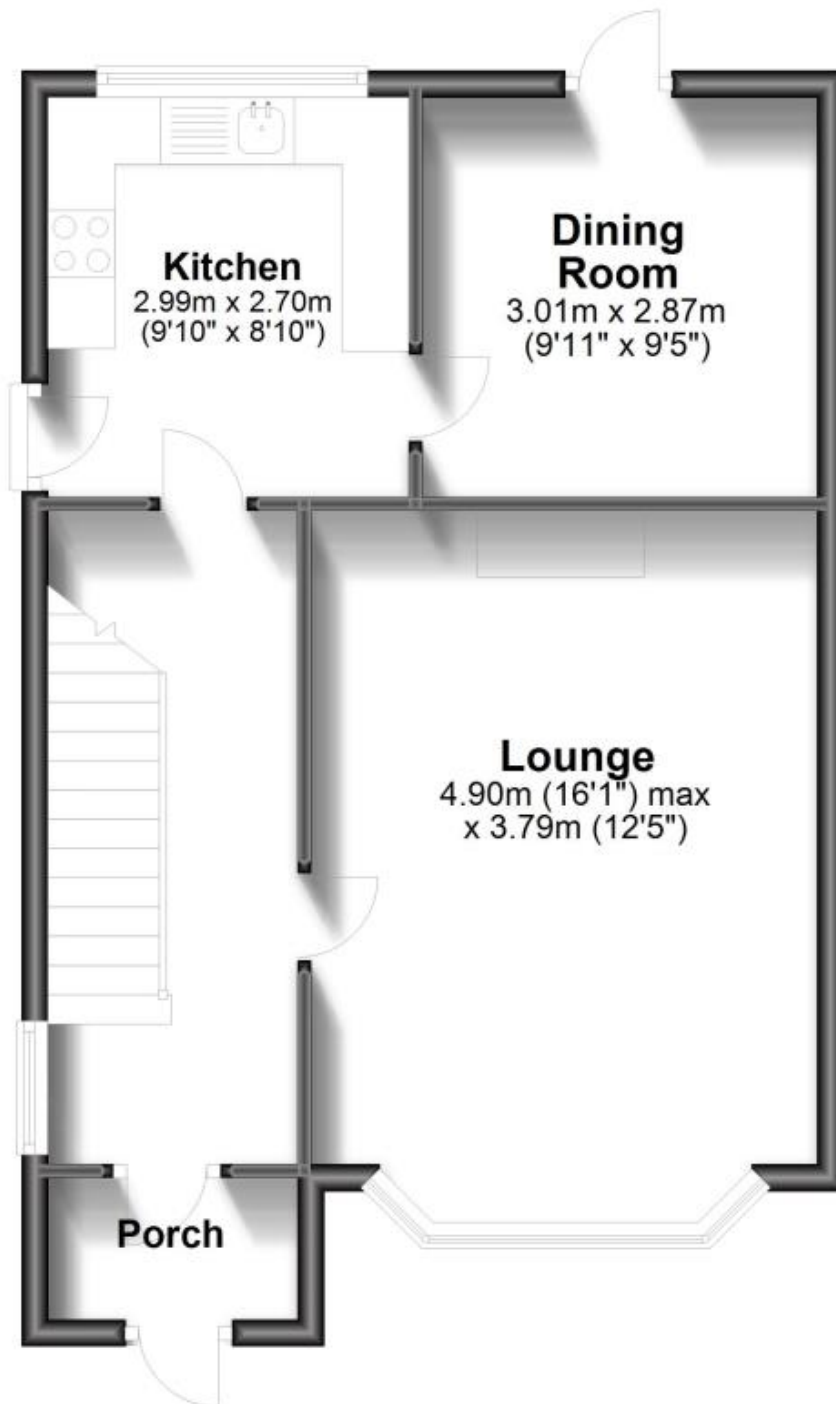 Kitchen
2.99m x 2.70m
(9'10" x 8'10")
Dining
Room
3.01m x 2.87m
(9'11" x 9'5")
Lounge
4.90m (16'1") max
x 3.79m (12'5")
Porch